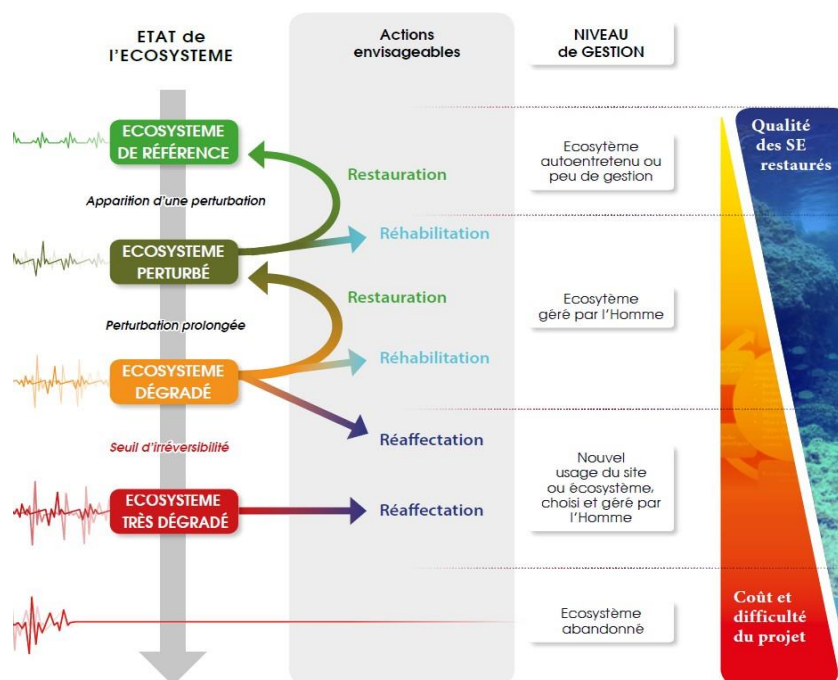 ETAT de
l'ECOSYSTEME
Actions
envisageables
NIVEAU
de GESTION
ECOSYSTEME
DE RÉFÉRENCE
Qualité
des SE
restaurés
Ecosytème
autoentretenu ou
peu de gestion
Restauration
Apparition d'une perturbation
Réhabilitation
ECOSYSTEME
PERTURBÉ
Restauration
Ecosytème
géré par l'Homme
Perturbation prolongée
Réhabilitation
ECOSYSTEME
DÉGRADÉ
Réaffectation
Seuil d'irréversibilité
Nouvel
usage du site
ou écosytème,
choisi et géré par
l'Homme
ECOSYSTEME
TRÈS DÉGRADÉ
Réaffectation
Coût et
difficulté
du projet
Ecosystème
abandonné